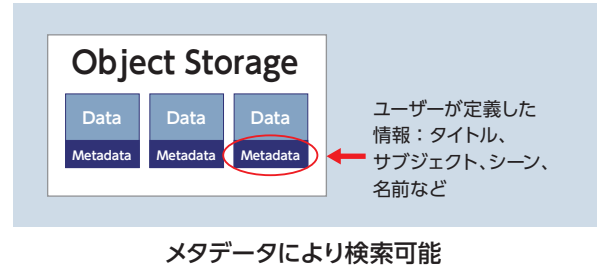 Object Storage
Data Data Data
Metadata Metadata Metadata
ユーザーが定義した
情報：タイトル、
サブジェクト、シーン、
名前など
メタデータにより検索可能